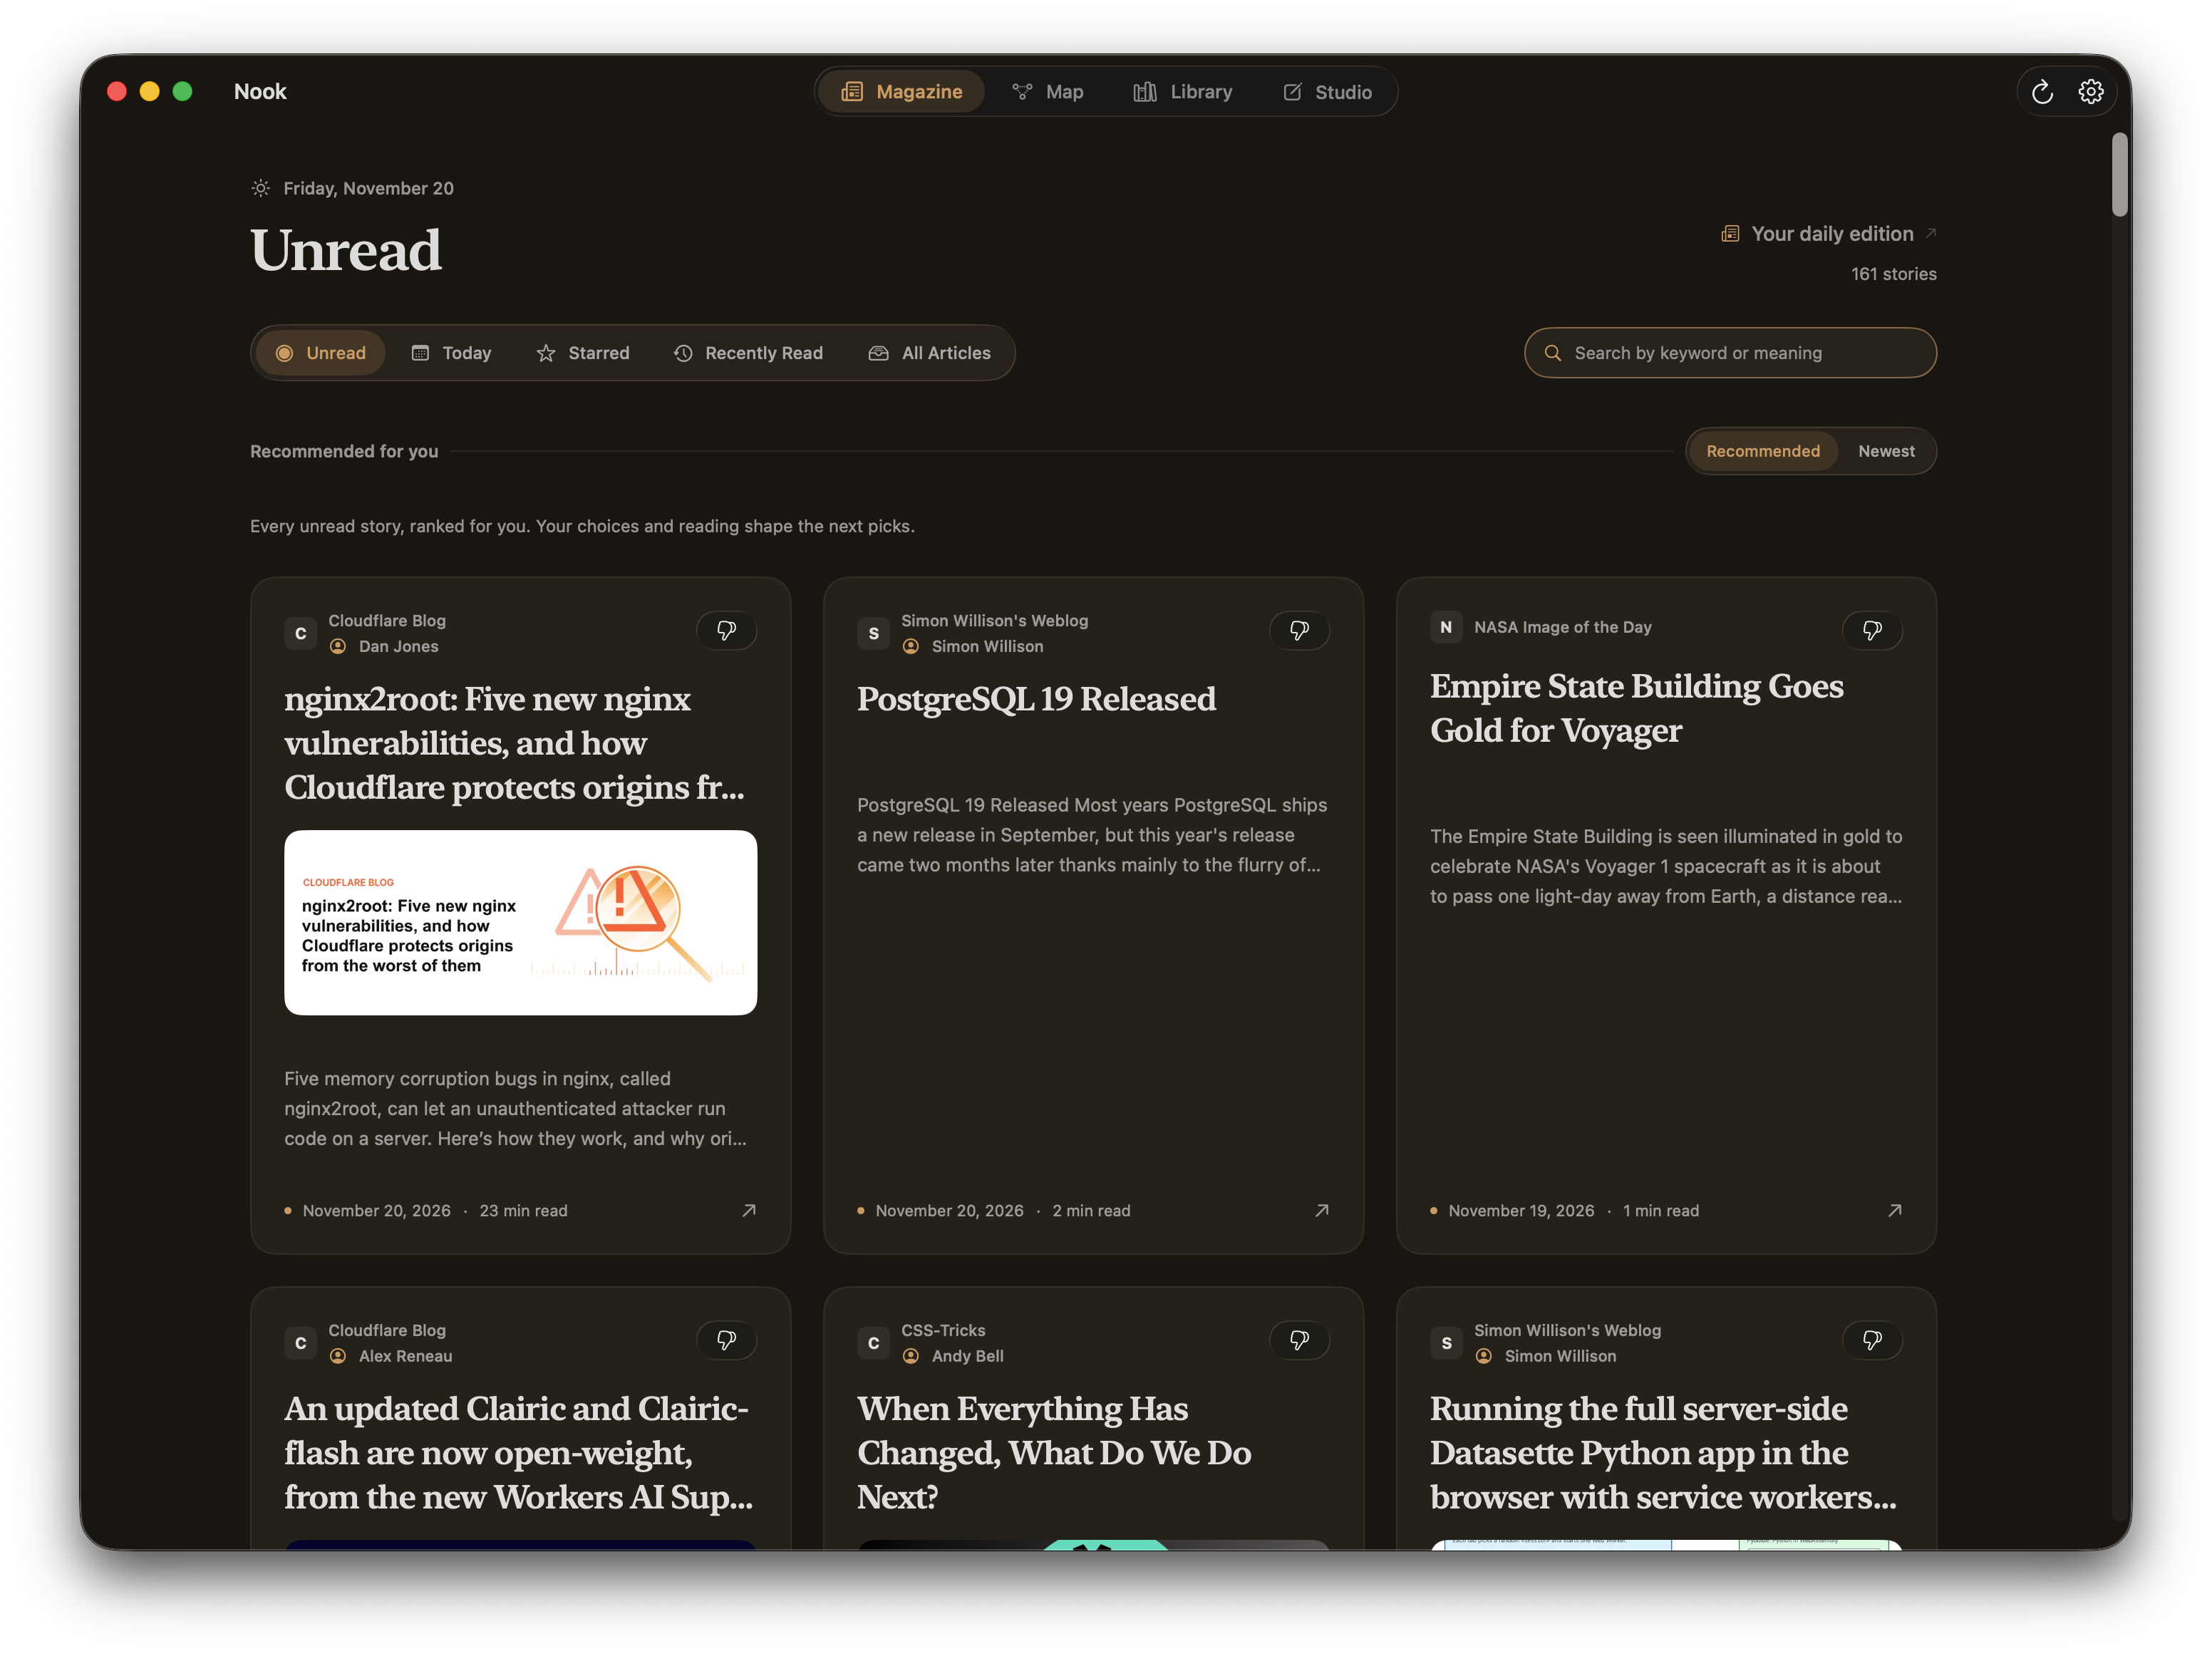 Nook
Magazine
Map
Library
Studio
Friday, November 20
Unread
Your daily edition
161 stories
Unread
Today
Starred
Recently Read
All Articles
Search by keyword or meaning
Recommended for you
Recommended
Newest
Every unread story, ranked for you. Your choices and reading shape the next picks.
C
Cloudflare Blog
Dan Jones
nginx2root: Five new nginx
vulnerabilities, and how
Cloudflare protects origins fr...
CLOUDFLARE BLOG
nginx2root: Five new nginx
vulnerabilities, and how
Cloudflare protects origins
from the worst of them
Five memory corruption bugs in nginx, called
nginx2root, can let an unauthenticated attacker run
code on a server. Here’s how they work, and why ori...
November 20, 2026 · 23 min read
S
Simon Willison's Weblog
Simon Willison
PostgreSQL 19 Released
PostgreSQL 19 Released Most years PostgreSQL ships
a new release in September, but this year's release
came two months later thanks mainly to the flurry of...
November 20, 2026 · 2 min read
N
NASA Image of the Day
Empire State Building Goes
Gold for Voyager
The Empire State Building is seen illuminated in gold to
celebrate NASA's Voyager 1 spacecraft as it is about
to pass one light-day away from Earth, a distance rea...
November 19, 2026 · 1 min read
C
Cloudflare Blog
Alex Reneau
An updated Clairic and Clairic-
flash are now open-weight,
from the new Workers AI Sup...
C
CSS-Tricks
Andy Bell
When Everything Has
Changed, What Do We Do
Next?
S
Simon Willison's Weblog
Simon Willison
Running the full server-side
Datasette Python app in the
browser with service workers...